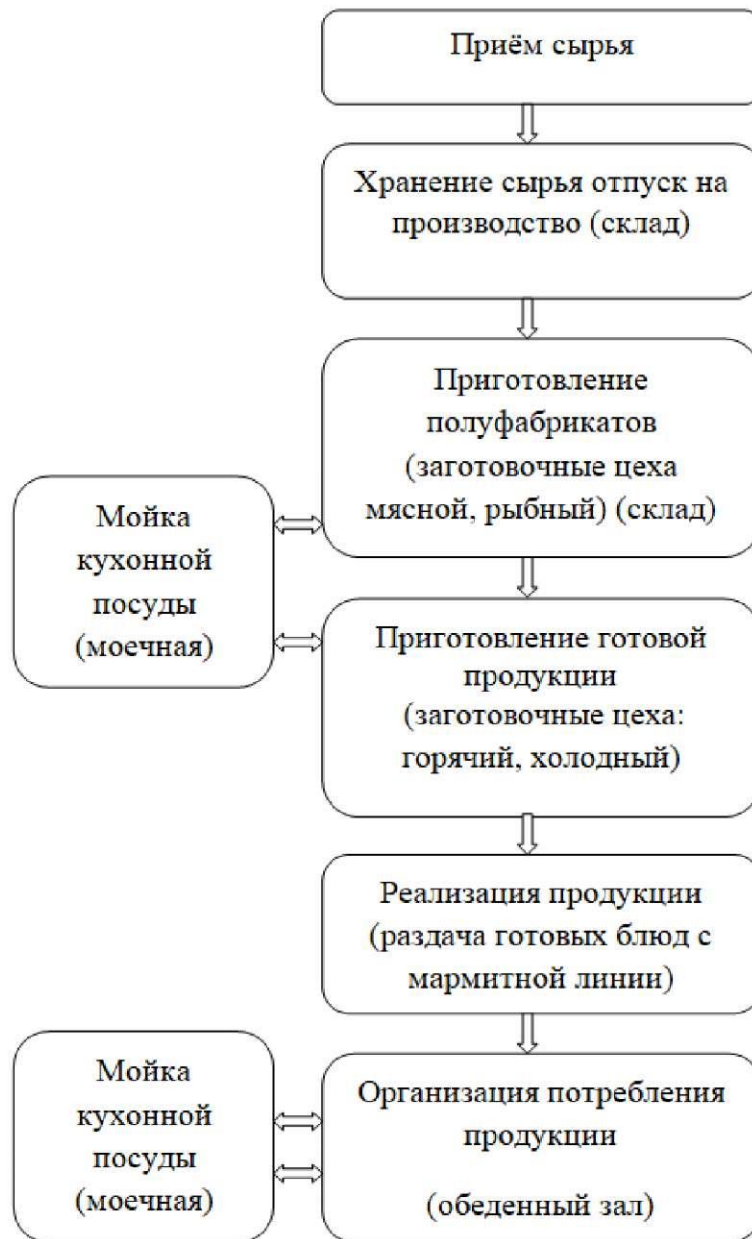 Приём сырья
Хранение сырья отпуск на
производство (склад)
Приготовление
полуфабрикатов
(заготовочные цеха
мясной, рыбный) (склад)
Мойка
кухонной
посуды
(моечная)
Приготовление готовой
продукции
(заготовочные цеха:
горячий, холодный)
Реализация продукции
(раздача готовых блюд с
мармитной линии)
Мойка
кухонной
посуды
(моечная)
Организация потребления
продукции
(обеденный зал)